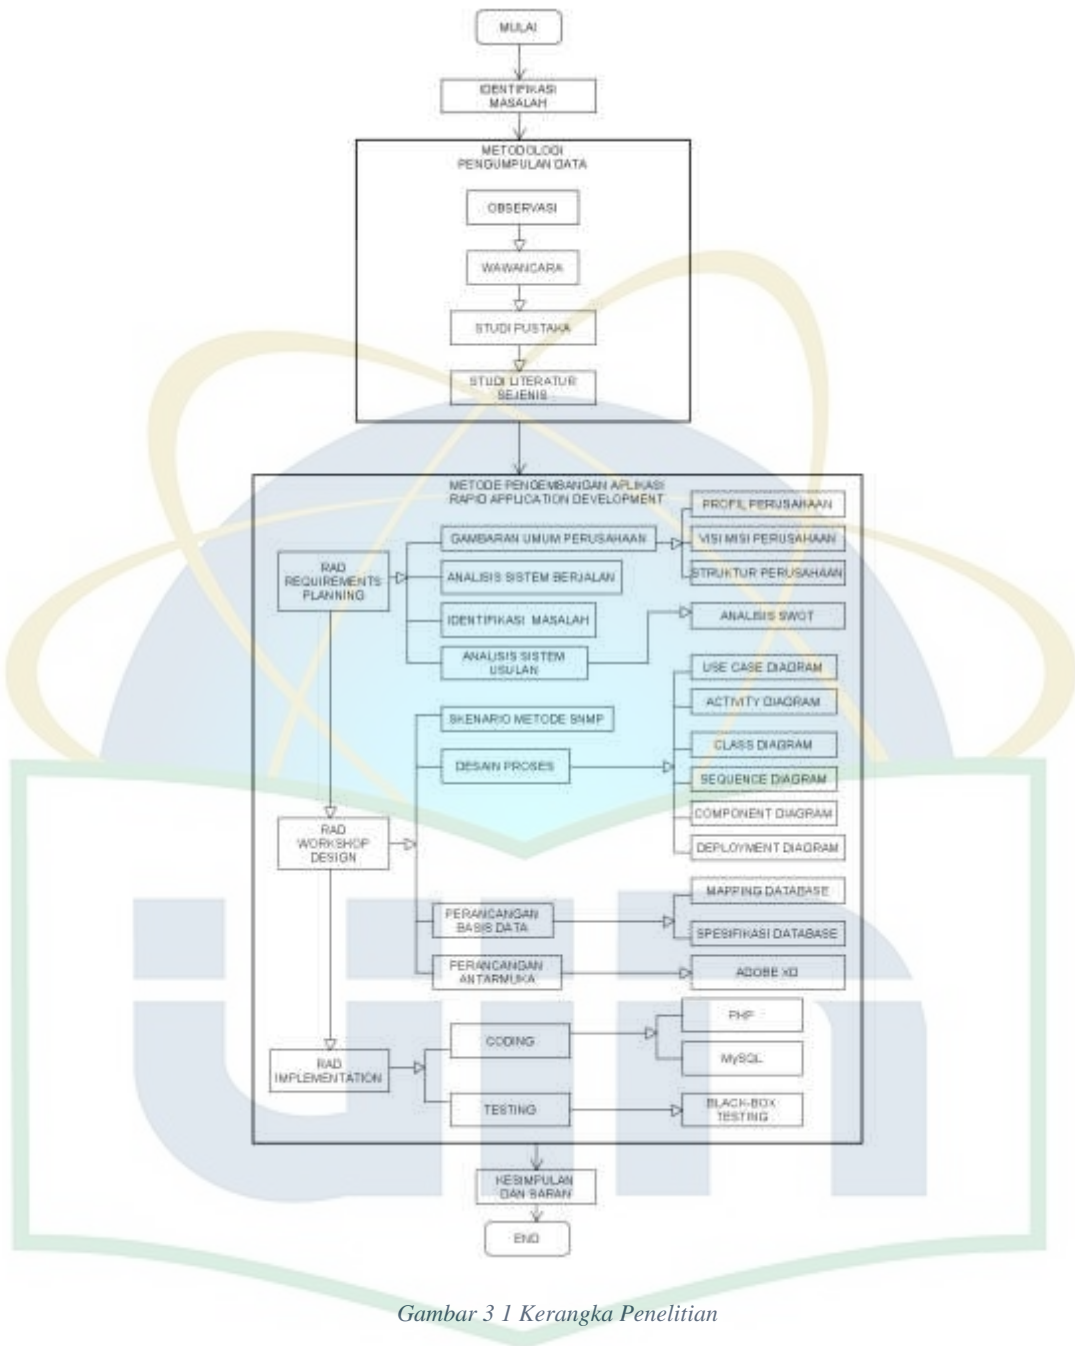 MULAI
IDENTIFIKASI
MASALAH
METODOLOGI
PENGUMPULAN DATA
OBSERVASI
WAWANCARA
STUDI PUSTAKA
STUDI LITERATUR
SEJENIS
METODE PENGEMBANGAN APLIKASI
RAPID APPLICATION DEVELOPMENT
RAD
REQUIREMENTS
PLANNING
GAMBARAN UMUM PERUSAHAAN
PROFIL PERUSAHAAN
VISI MISI PERUSAHAAN
STRUKTUR PERUSAHAAN
ANALISIS SISTEM BERJALAN
IDENTIFIKASI MASALAH
ANALISIS SISTEM
USULAN
ANALISIS SWOT
RAD
WORKSHOP
DESIGN
SKENARIO METODE SNMP
DESAIN PROSES
USE CASE DIAGRAM
ACTIVITY DIAGRAM
CLASS DIAGRAM
SEQUENCE DIAGRAM
COMPONENT DIAGRAM
DEPLOYMENT DIAGRAM
PERANCANGAN
BASIS DATA
MAPPING DATABASE
SPESIFIKASI DATABASE
PERANCANGAN
ANTARMUKA
ADOBE XD
RAD
IMPLEMENTATION
CODING
PHP
MySQL
TESTING
BLACK-BOX
TESTING
KESIMPULAN
DAN SARAN
END
uin
Gambar 3 1 Kerangka Penelitian